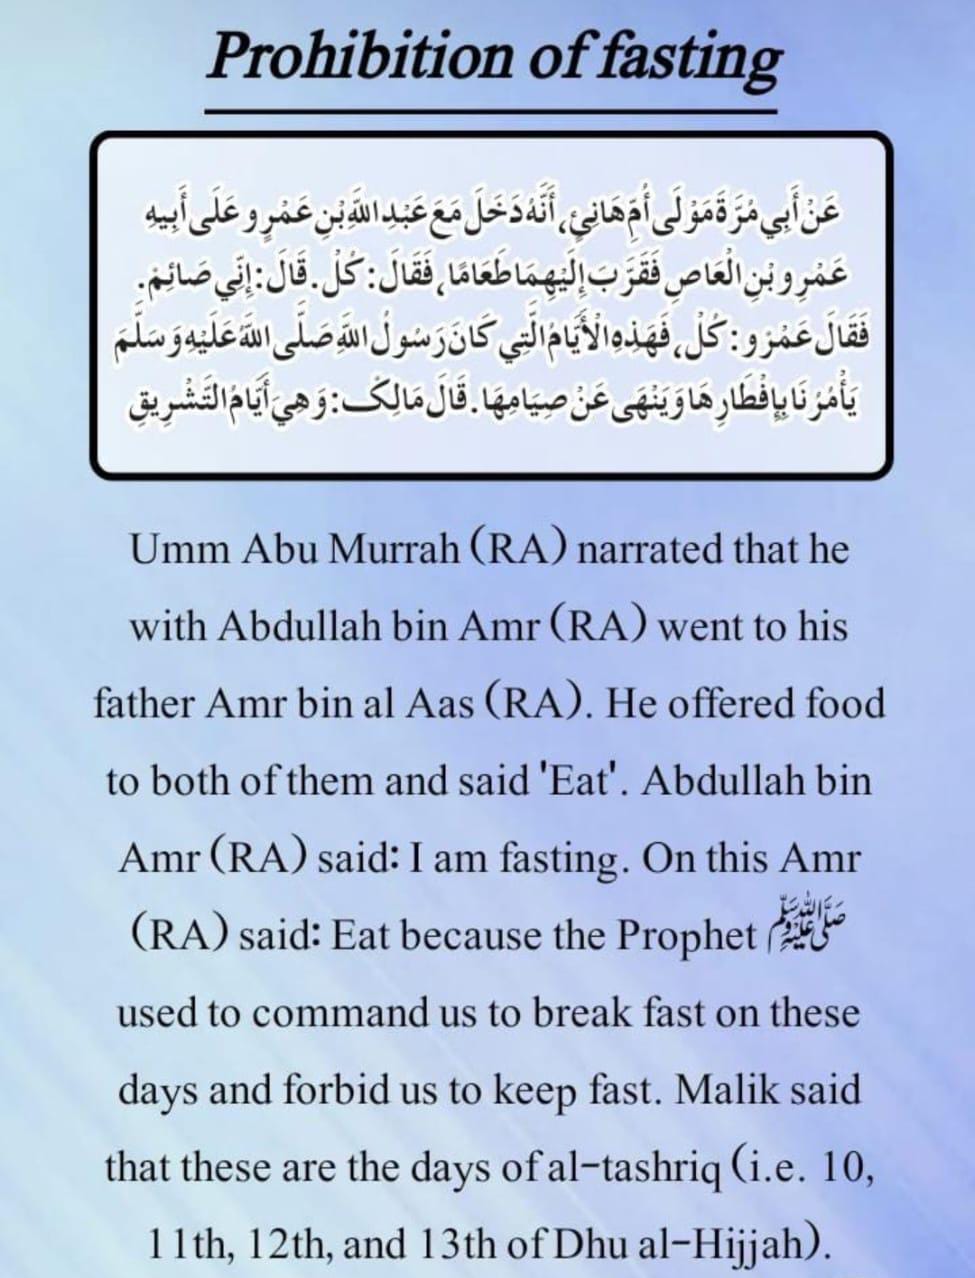 Prohibition of fasting
عَنْ أَبِي مُرَّةَ مَوْلَى أُمِّ هَانِئٍ، أَنَّهُ دَخَلَ مَعَ عَبْدِ اللَّهِ بْنِ عَمْرٍو عَلَى أَبِيهِ
عَمْرِو بْنِ الْعَاصِ فَقَرَّبَ إِلَيْهِمَا طَعَامًا، فَقَالَ: كُلْ. قَالَ: إِنِّي صَائِمٌ.
فَقَالَ عَمْرٌو: كُلْ، فَهَذِهِ الْأَيَّامُ الَّتِي كَانَ رَسُولُ اللَّهِ صَلَّى اللَّهُ عَلَيْهِ وَسَلَّمَ
يَأْمُرُنَا بِإِفْطَارِهَا وَيَنْهَى عَنْ صِيَامِهَا. قَالَ مَالِكٌ: وَهِيَ أَيَّامُ التَّشْرِيقِ
Umm Abu Murrah (RA) narrated that he
with Abdullah bin Amr (RA) went to his
father Amr bin al Aas (RA). He offered food
to both of them and said 'Eat'. Abdullah bin
Amr (RA) said: I am fasting. On this Amr
(RA) said: Eat because the Prophet ﷺ
used to command us to break fast on these
days and forbid us to keep fast. Malik said
that these are the days of al-tashriq (i.e. 10,
11th, 12th, and 13th of Dhu al-Hijjah).